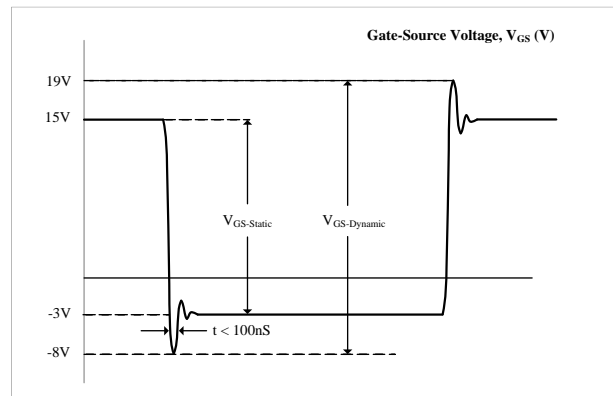 Gate-Source Voltage, VGS (V)
19V
15V
VGS-Static
VGS-Dynamic
-3V
t < 100nS
-8V